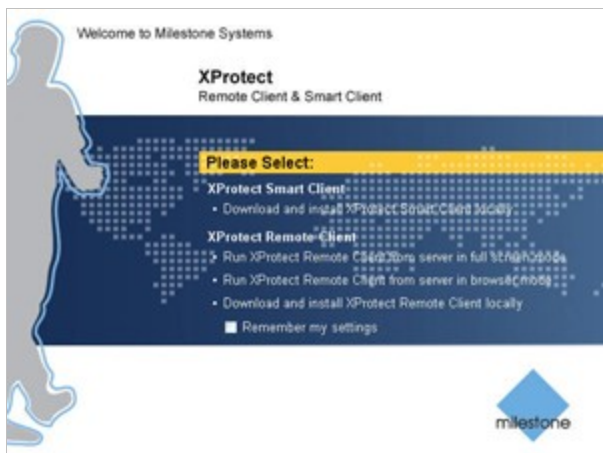 Welcome to Milestone Systems
XProtect
Remote Client & Smart Client
Please Select:
XProtect Smart Client
• Download and install XProtect Smart Client locally
XProtect Remote Client
• Run XProtect Remote Client from server in full screen mode
• Run XProtect Remote Client from server in browser mode
• Download and install XProtect Remote Client locally
Remember my settings
milestone